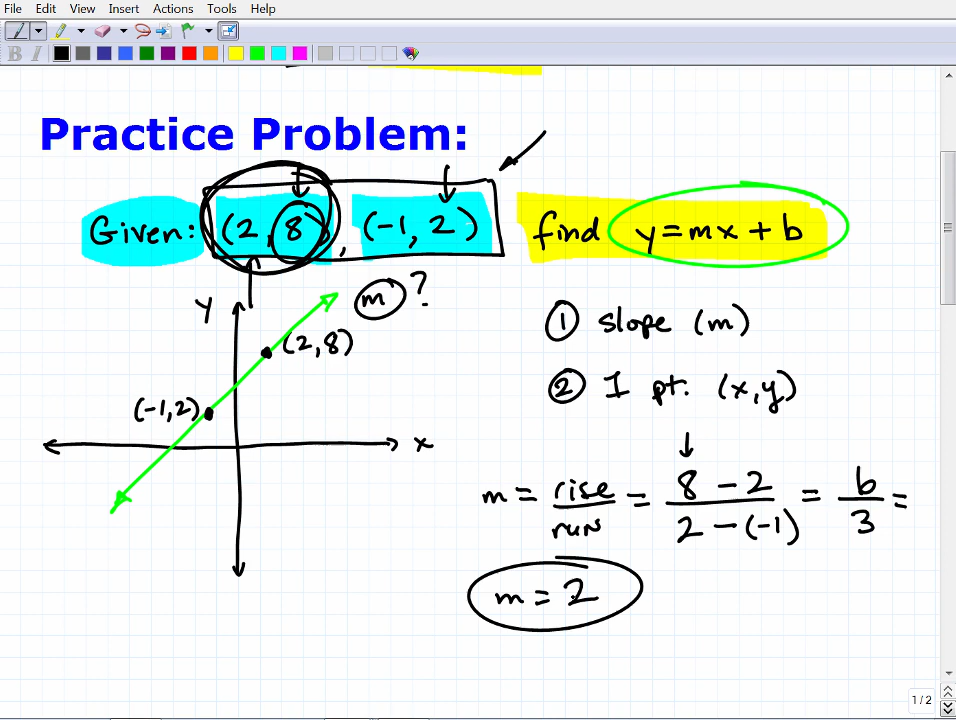 File Edit View Insert Actions Tools Help
B I
Practice Problem:
Given: (2, 8), (-1, 2) find y = mx + b
m ?
y
(2, 8)
(-1, 2)
x
① slope (m)
② 1 pt. (x, y)
m = rise/run = 8 - 2 / 2 - (-1) = 6/3 =
m = 2
1 / 2